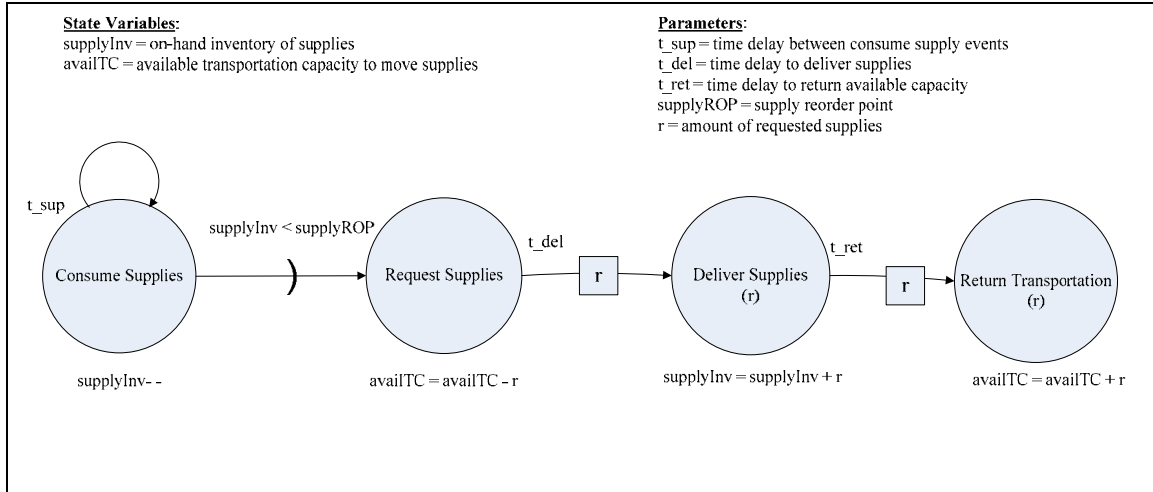 State Variables:
supplyInv = on-hand inventory of supplies
availTC = available transportation capacity to move supplies
Parameters:
t_sup = time delay between consume supply events
t_del = time delay to deliver supplies
t_ret = time delay to return available capacity
supplyROP = supply reorder point
r = amount of requested supplies
t_sup
supplyInv < supplyROP
t_del
t_ret
Consume Supplies
)
Request Supplies
r
Deliver Supplies
(r)
r
Return Transportation
(r)
supplyInv- -
availTC = availTC – r
supplyInv = supplyInv + r
availTC = availTC + r